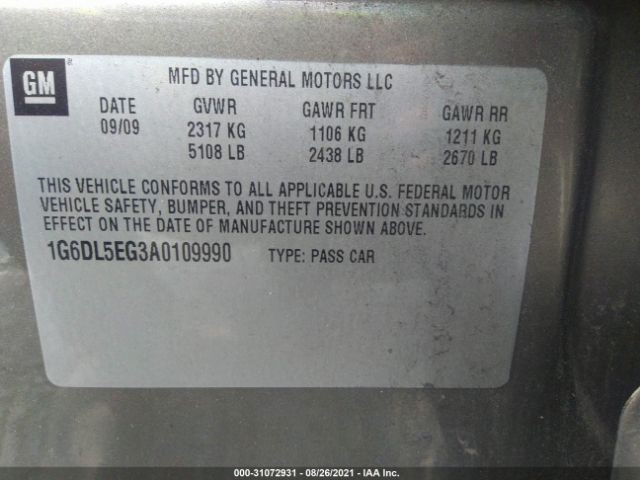 GM
MFD BY GENERAL MOTORS LLC
DATE GVWR GAWR FRT GAWR RR
09/09 2317 KG 1106 KG 1211 KG
5108 LB 2438 LB 2670 LB
THIS VEHICLE CONFORMS TO ALL APPLICABLE U.S. FEDERAL MOTOR
VEHICLE SAFETY, BUMPER, AND THEFT PREVENTION STANDARDS IN
EFFECT ON THE DATE OF MANUFACTURE SHOWN ABOVE.
1G6DL5EG3A0109990 TYPE: PASS CAR
000-31072931 - 08/26/2021 - IAA Inc.